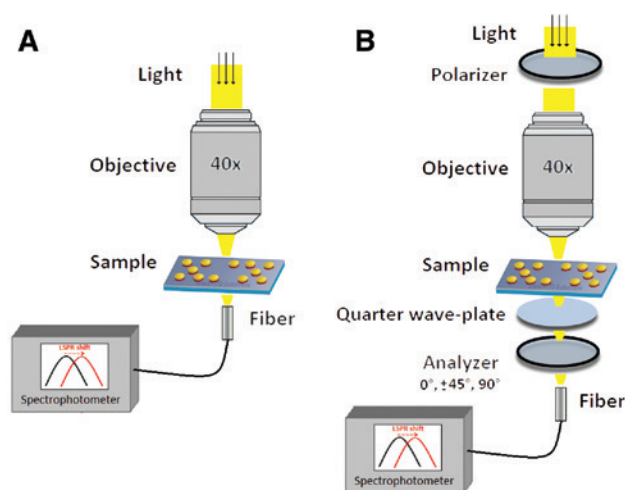 A
Light
Objective
40x
Sample
Fiber
LSPR shift
Spectrophotometer
B
Light
Polarizer
Objective
40x
Sample
Quarter wave-plate
Analyzer
0°, ±45°, 90°
Fiber
LSPR shift
Spectrophotometer